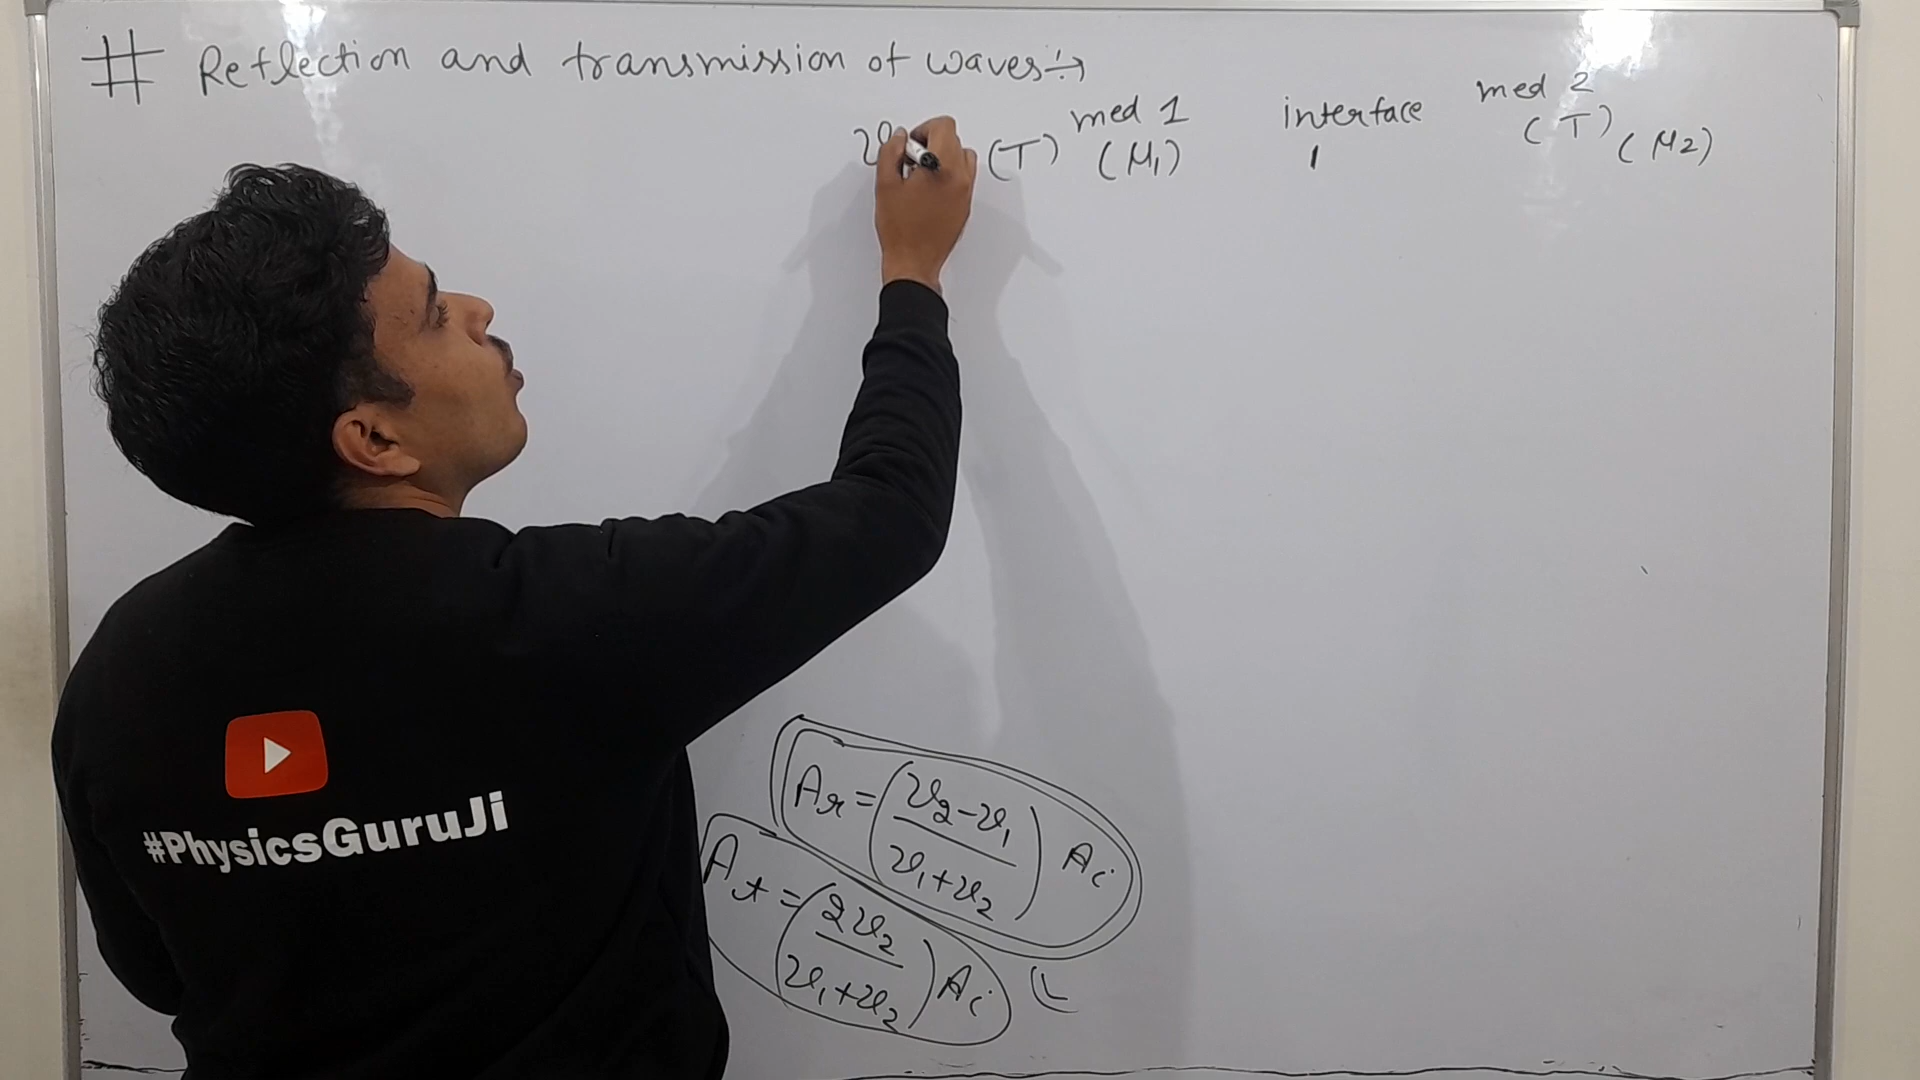 # Reflection and transmission of waves :→
med 1 interface med 2
v (T) (μ₁) (T) (μ₂)
Aᵣ = ((v₂ - v₁) / (v₁ + v₂)) Aᵢ
Aₜ = ((2v₂) / (v₁ + v₂)) Aᵢ
#PhysicsGuruJi